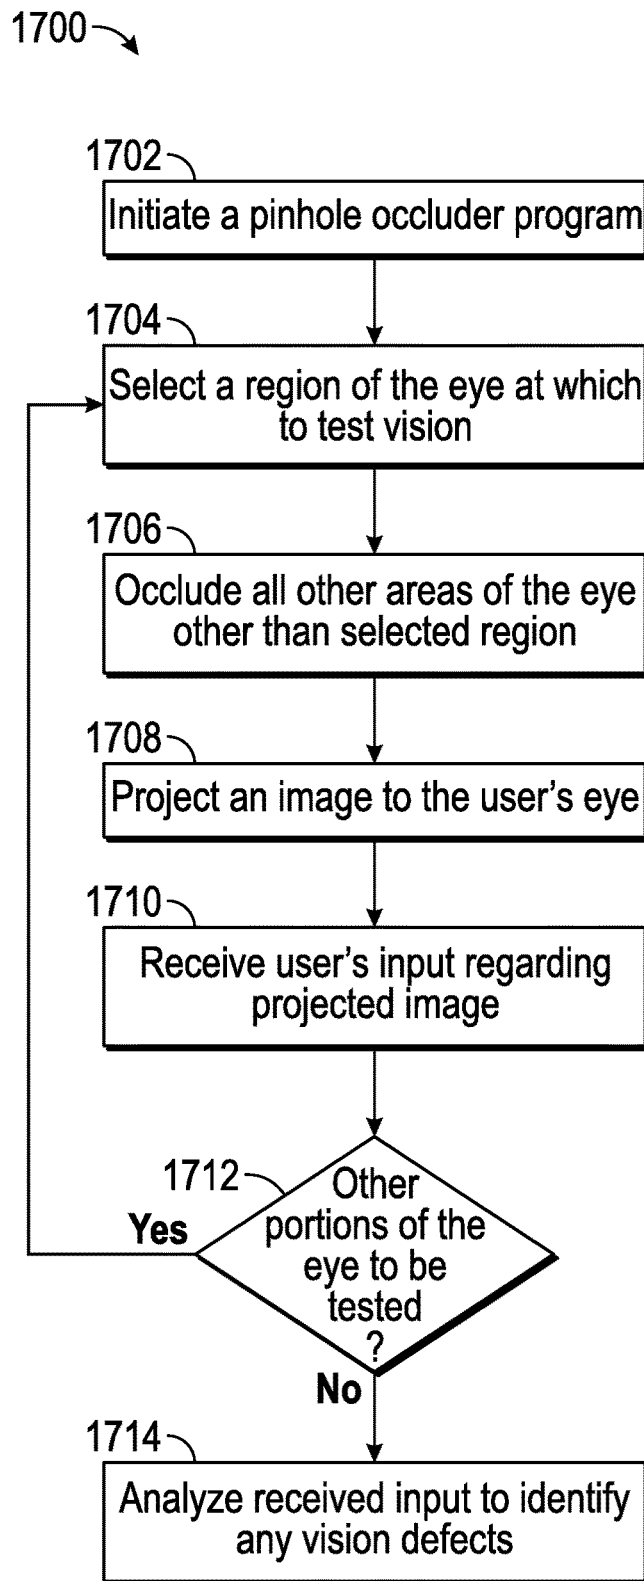 1700
1702
Initiate a pinhole occluder program
1704
Select a region of the eye at which
to test vision
1706
Occlude all other areas of the eye
other than selected region
1708
Project an image to the user's eye
1710
Receive user's input regarding
projected image
1712
Other
portions of the
eye to be
tested
?
Yes
No
1714
Analyze received input to identify
any vision defects